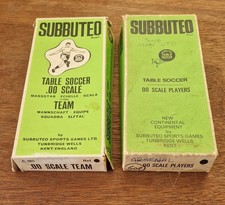 SUBBUTEO
TABLE SOCCER
.00 SCALE
MASSSTAB · ECHELLE · SCALA
TEAM
MANNSCHAFT · EQUIPE
SQUADRA · ELFTAL
by
SUBBUTEO SPORTS GAMES LTD.
TUNBRIDGE WELLS
KENT · ENGLAND
00 SCALE TEAM
SUBBUTEO
TABLE SOCCER
00 SCALE PLAYERS
NEW
CONTINENTAL
EQUIPMENT
by
SUBBUTEO SPORTS GAMES
TUNBRIDGE WELLS
KENT
00 SCALE PLAYERS